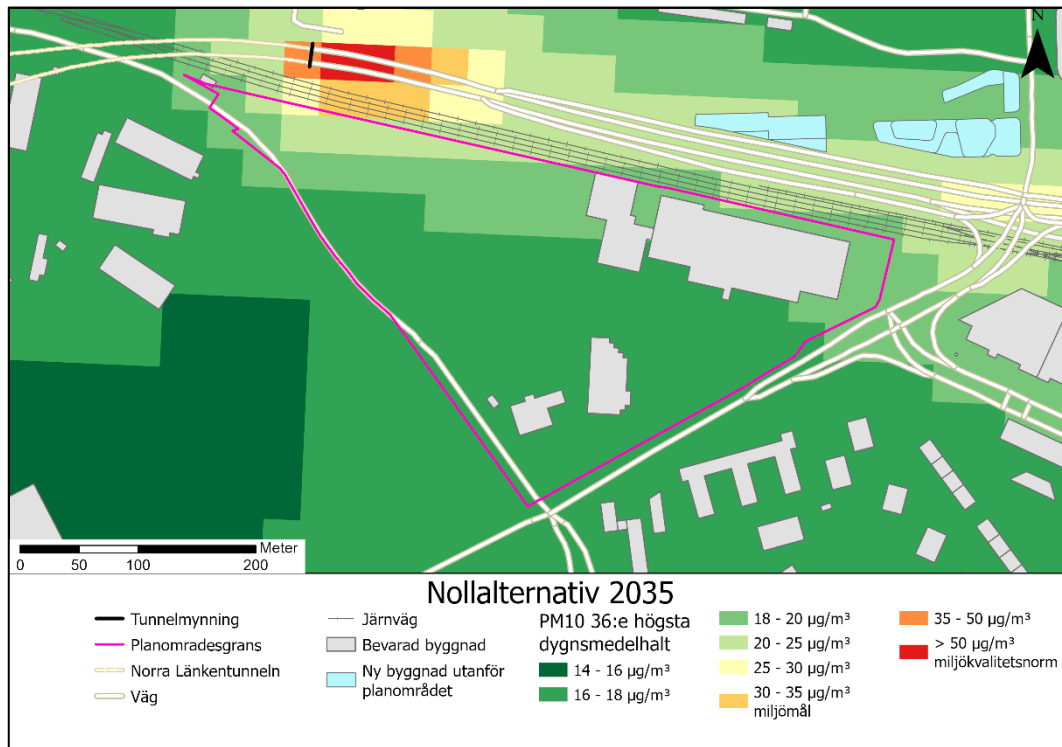 N
Meter
0 50 100 200
Nollalternativ 2035
Tunnelmynning
Planomradesgrans
Norra Länkentunneln
Väg
Järnväg
Bevarad byggnad
Ny byggnad utanför
planområdet
PM10 36:e högsta
dygnsmedelhalt
14 - 16 µg/m³
16 - 18 µg/m³
18 - 20 µg/m³
20 - 25 µg/m³
25 - 30 µg/m³
30 - 35 µg/m³
miljömål
35 - 50 µg/m³
> 50 µg/m³
miljökvalitetsnorm